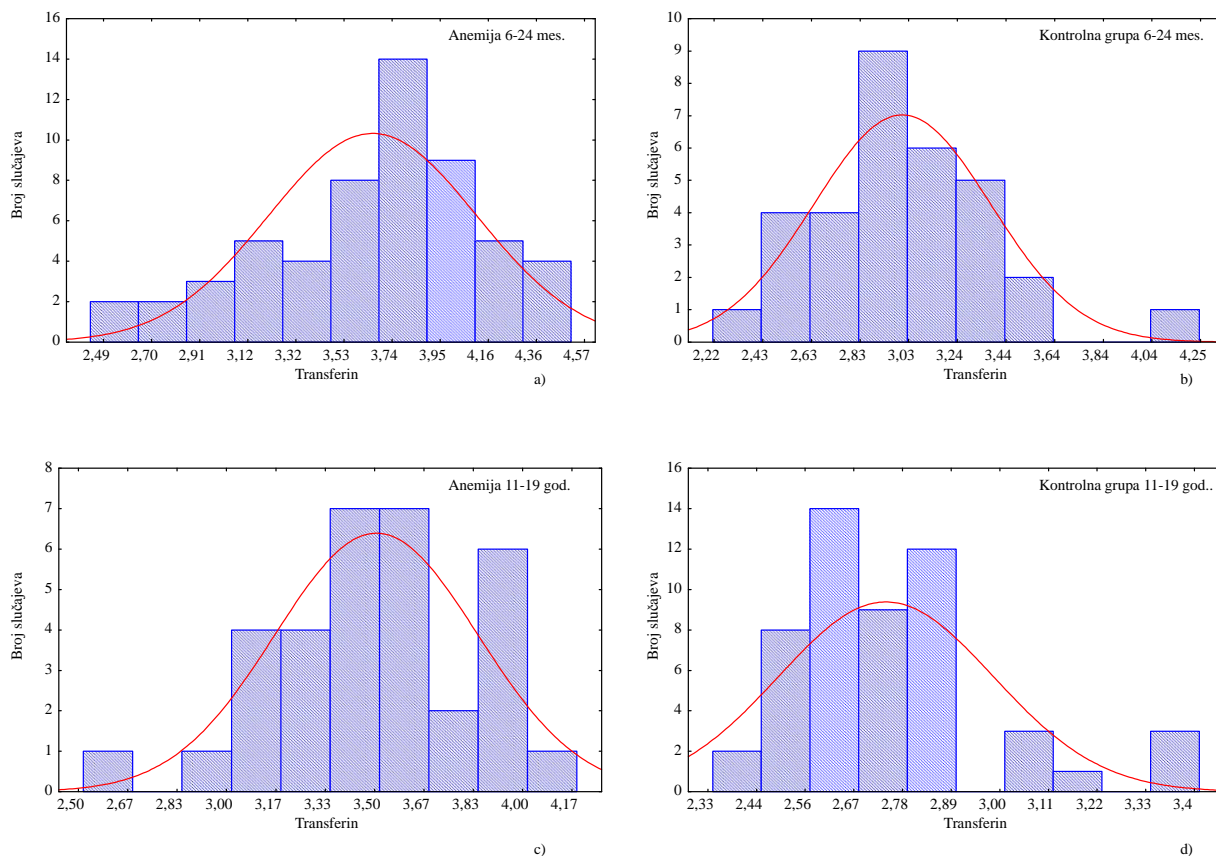 Anemija 6-24 mes.
16
14
12
10
8
6
4
2
0
Broj slučajeva
2,49 2,70 2,91 3,12 3,32 3,53 3,74 3,95 4,16 4,36 4,57
Transferin
a)
Kontrolna grupa 6-24 mes.
10
9
8
7
6
5
4
3
2
1
0
Broj slučajeva
2,22 2,43 2,63 2,83 3,03 3,24 3,44 3,64 3,84 4,04 4,25
Transferin
b)
Anemija 11-19 god.
8
7
6
5
4
3
2
1
0
Broj slučajeva
2,50 2,67 2,83 3,00 3,17 3,33 3,50 3,67 3,83 4,00 4,17
Transferin
c)
Kontrolna grupa 11-19 god..
16
14
12
10
8
6
4
2
0
Broj slučajeva
2,33 2,44 2,56 2,67 2,78 2,89 3,00 3,11 3,22 3,33 3,4
Transferin
d)